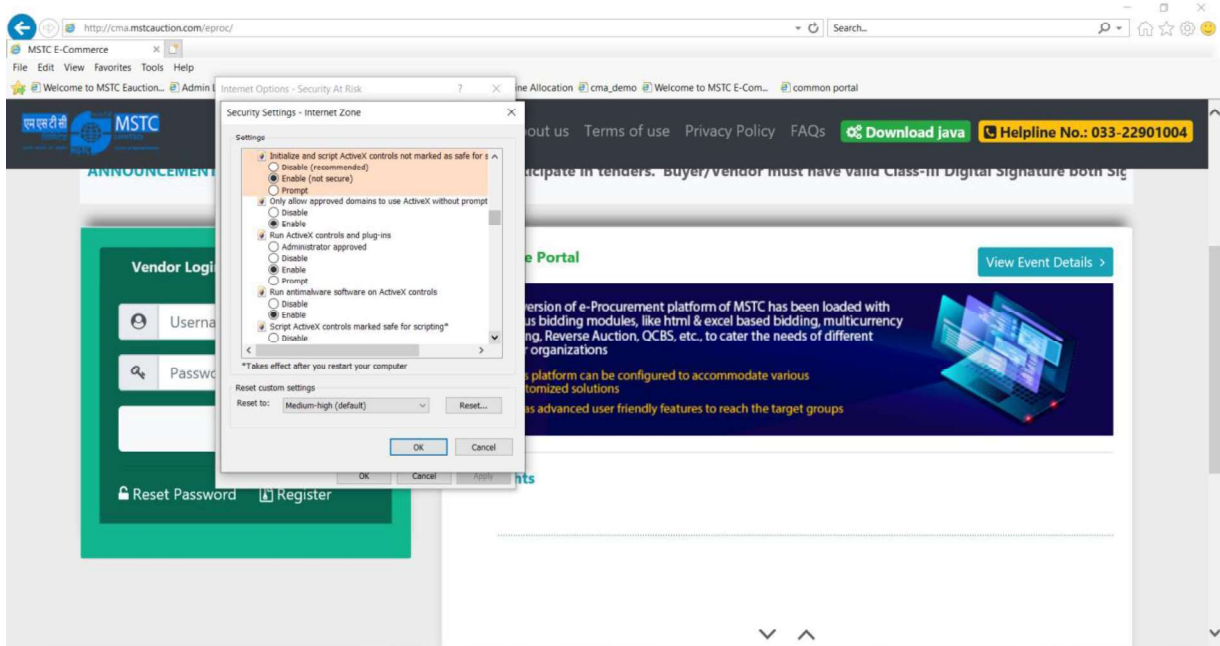 http://cma.mstcauction.com/eproc/
Search...
MSTC E-Commerce
File Edit View Favorites Tools Help
Welcome to MSTC Eauction... Admin L
ine Allocation cma_demo Welcome to MSTC E-Com... common portal
Internet Options - Security At Risk ? ×
Security Settings - Internet Zone
Settings
Initialize and script ActiveX controls not marked as safe for s
Disable (recommended)
Enable (not secure)
Prompt
Only allow approved domains to use ActiveX without prompt
Disable
Enable
Run ActiveX controls and plug-ins
Administrator approved
Disable
Enable
Prompt
Run antimalware software on ActiveX controls
Disable
Enable
Script ActiveX controls marked safe for scripting*
Disable
*Takes effect after you restart your computer
Reset custom settings
Reset to: Medium-high (default) Reset...
OK Cancel
OK Cancel Apply
एम एस टी सी MSTC
out us Terms of use Privacy Policy FAQs Download java Helpline No.: 033-22901004
ANNOUNCEMENT
icipate in tenders. Buyer/Vendor must have valid Class-III Digital Signature both Sig
Vendor Logi
Userna
Passwo
Reset Password Register
e Portal
View Event Details >
ersion of e-Procurement platform of MSTC has been loaded with
us bidding modules, like html & excel based bidding, multicurrency
ng, Reverse Auction, QCBS, etc., to cater the needs of different
organizations
s platform can be configured to accommodate various
tomized solutions
as advanced user friendly features to reach the target groups
nts